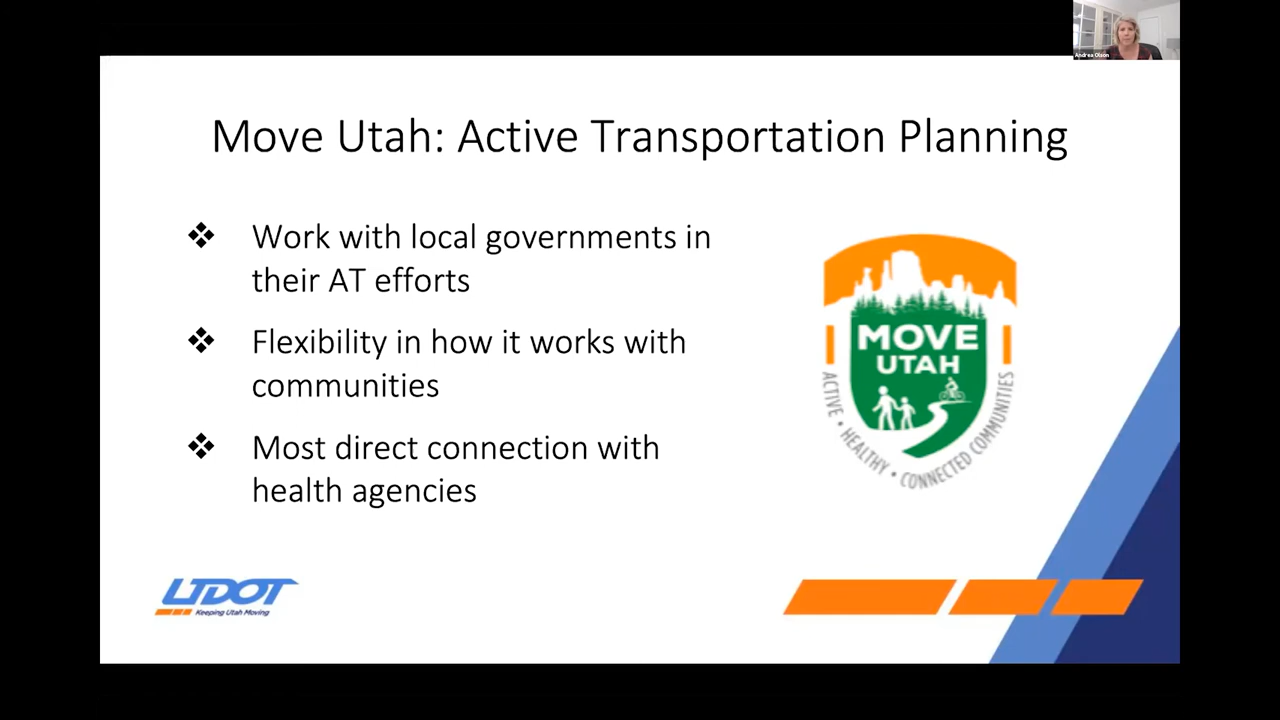 Andrea Olson
Move Utah: Active Transportation Planning
❖ Work with local governments in
their AT efforts
❖ Flexibility in how it works with
communities
❖ Most direct connection with
health agencies
MOVE
UTAH
ACTIVE • HEALTHY • CONNECTED COMMUNITIES
UDOT
Keeping Utah Moving